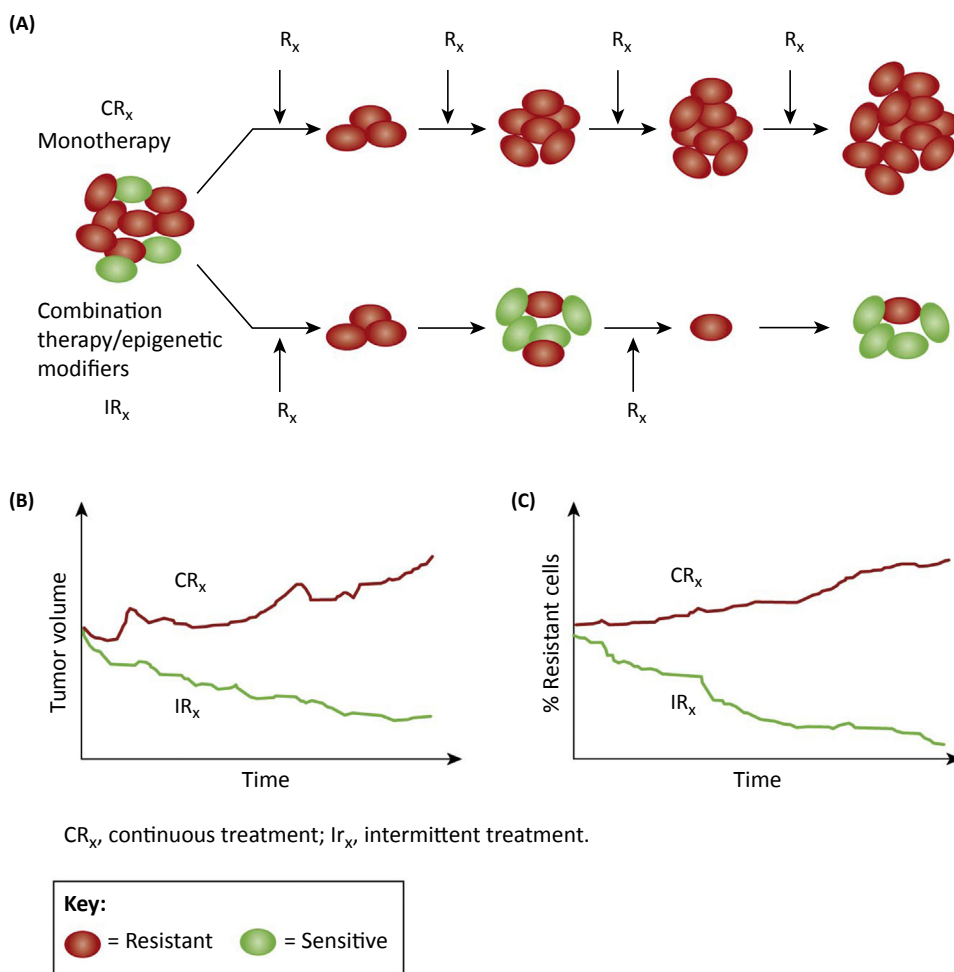 (A)
Rx Rx Rx Rx
CRx
Monotherapy
Combination
therapy/epigenetic
modifiers
IRx
Rx Rx
(B)
Tumor volume
CRx
IRx
Time
(C)
% Resistant cells
CRx
IRx
Time
CRx, continuous treatment; Irx, intermittent treatment.
Key:
= Resistant = Sensitive